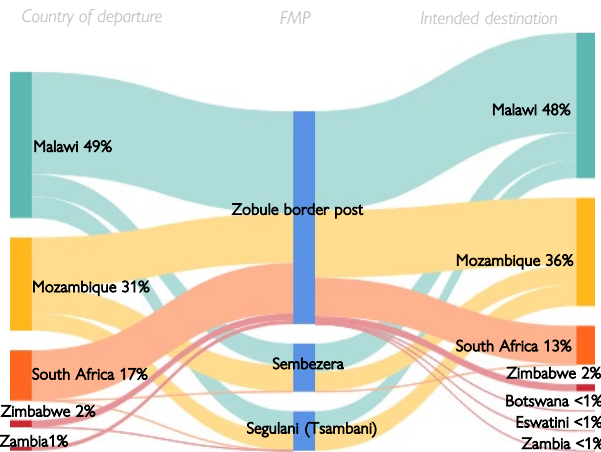 Country of departure
FMP
Intended destination
Malawi 49%
Mozambique 31%
South Africa 17%
Zimbabwe 2%
Zambia1%
Zobule border post
Sembezera
Segulani (Tsambani)
Malawi 48%
Mozambique 36%
South Africa 13%
Zimbabwe 2%
Botswana <1%
Eswatini <1%
Zambia <1%